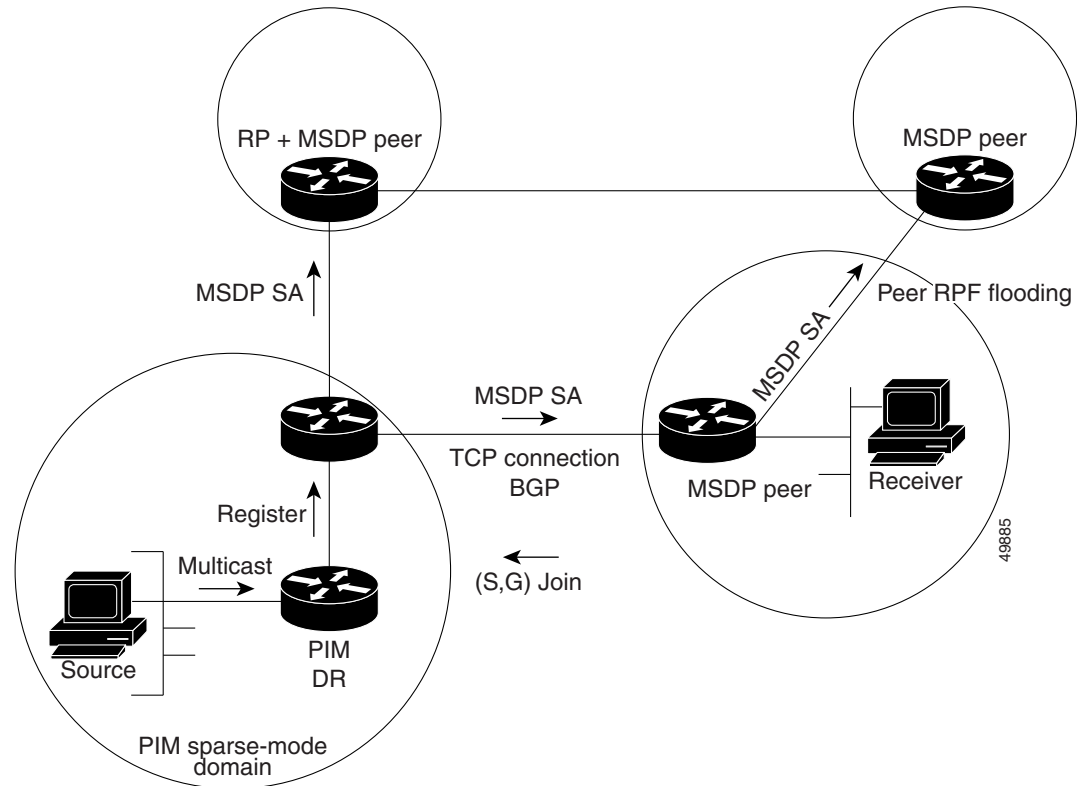 RP + MSDP peer
MSDP peer
MSDP SA
Peer RPF flooding
MSDP SA
MSDP SA
TCP connection
BGP
MSDP peer
Receiver
Register
49885
Multicast
(S,G) Join
Source
PIM
DR
PIM sparse-mode
domain